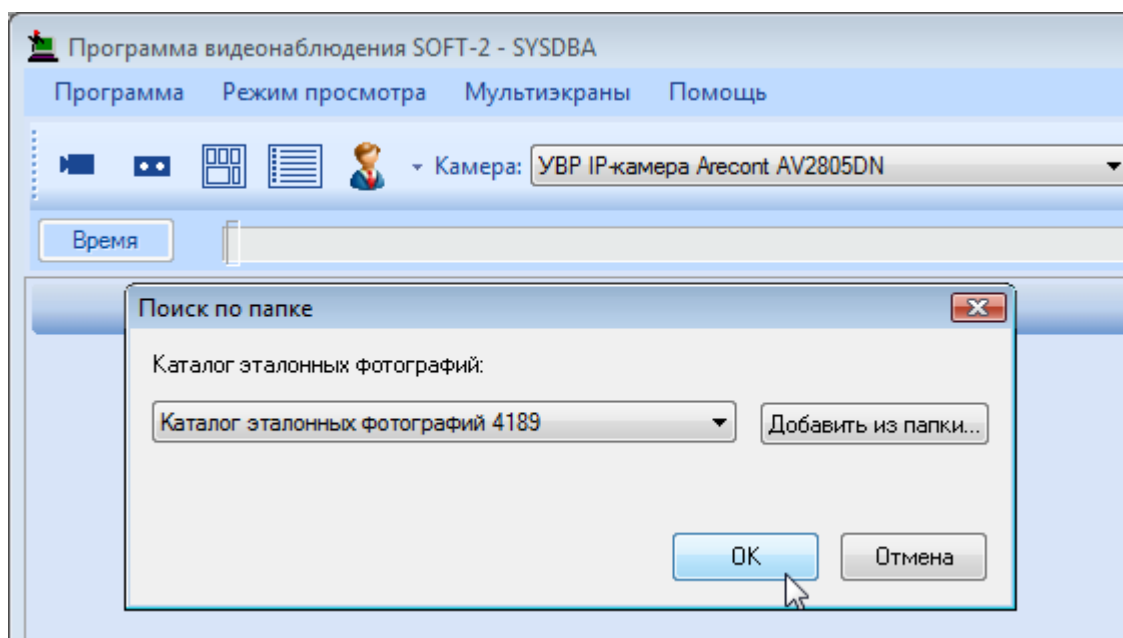 Программа видеонаблюдения SOFT-2 - SYSDBA
Программа Режим просмотра Мультиэкраны Помощь
Камера: УВР IP-камера Arecont AV2805DN
Время
Поиск по папке
Каталог эталонных фотографий:
Каталог эталонных фотографий 4189 Добавить из папки...
OK Отмена